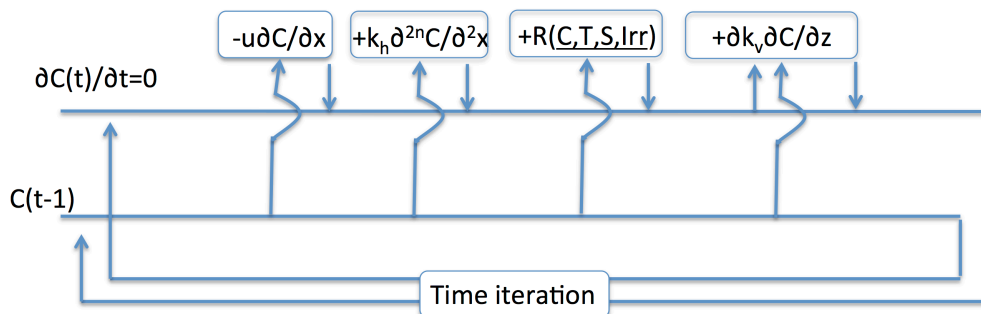 -u∂C/∂x
+kₕ∂²ⁿC/∂²x
+R(C,T,S,Irr)
+∂kᵥ∂C/∂z
∂C(t)/∂t=0
C(t-1)
Time iteration